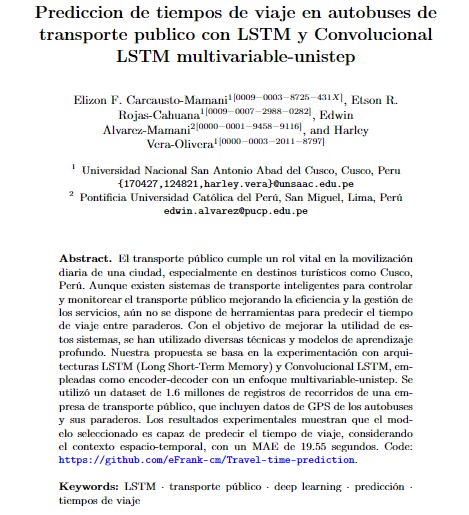 Prediccion de tiempos de viaje en autobuses de
transporte publico con LSTM y Convolucional
LSTM multivariable-unistep
Elizon F. Carcausto-Mamani1[0009−0003−8725−431X], Etson R.
Rojas-Cahuana1[0009−0007−2988−0282], Edwin
Alvarez-Mamani2[0000−0001−9458−9116], and Harley
Vera-Olivera1[0000−0003−2011−8797]
1 Universidad Nacional San Antonio Abad del Cusco, Cusco, Peru
{170427,124821,harley.vera}@unsaac.edu.pe
2 Pontificia Universidad Católica del Perú, San Miguel, Lima, Perú
edwin.alvarez@pucp.edu.pe
Abstract. El transporte público cumple un rol vital en la movilización
diaria de una ciudad, especialmente en destinos turísticos como Cusco,
Perú. Aunque existen sistemas de transporte inteligentes para controlar
y monitorear el transporte público mejorando la eficiencia y la gestión de
los servicios, aún no se dispone de herramientas para predecir el tiempo
de viaje entre paraderos. Con el objetivo de mejorar la utilidad de es-
tos sistemas, se han utilizado diversas técnicas y modelos de aprendizaje
profundo. Nuestra propuesta se basa en la experimentación con arqui-
tecturas LSTM (Long Short-Term Memory) y Convolucional LSTM, em-
pleadas como encoder-decoder con un enfoque multivariable-unistep. Se
utilizó un dataset de 1.6 millones de registros de recorridos de una em-
presa de transporte público, que incluyen datos de GPS de los autobuses
y sus paraderos. Los resultados experimentales muestran que el mod-
elo seleccionado es capaz de predecir el tiempo de viaje, considerando
el contexto espacio-temporal, con un MAE de 19.55 segundos. Code:
https://github.com/eFrank-cm/Travel-time-prediction.
Keywords: LSTM · transporte público · deep learning · predicción ·
tiempos de viaje